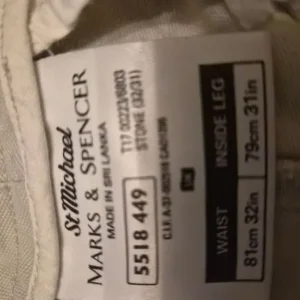 St Michael
MARKS & SPENCER
MADE IN SRI LANKA
T17 00223/6803
STONE (32/31)
5518 449
WAIST INSIDE LEG
81cm 32in 79cm 31in